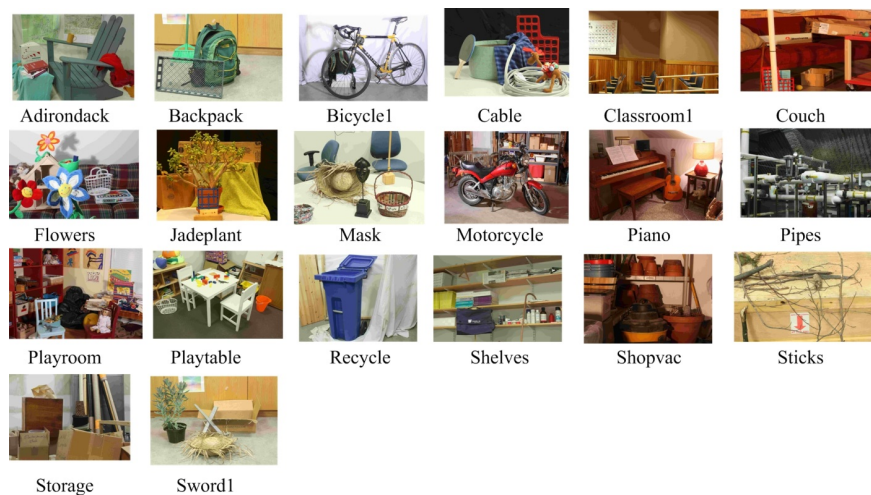 Adirondack Backpack Bicycle1 Cable Classroom1 Couch
Flowers Jadeplant Mask Motorcycle Piano Pipes
Playroom Playtable Recycle Shelves Shopvac Sticks
Storage Sword1